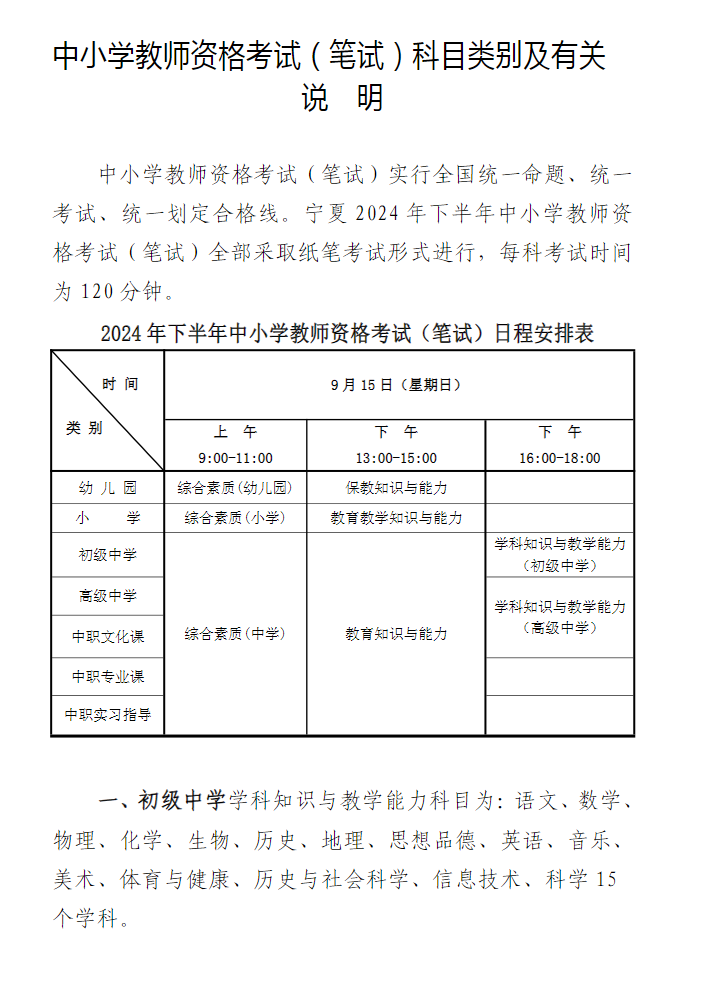 中小学教师资格考试（笔试）科目类别及有关
说 明
中小学教师资格考试（笔试）实行全国统一命题、统一
考试、统一划定合格线。宁夏 2024 年下半年中小学教师资
格考试（笔试）全部采取纸笔考试形式进行，每科考试时间
为 120 分钟。
2024 年下半年中小学教师资格考试（笔试）日程安排表
时 间
类 别
9 月 15 日（星期日）
上 午
9:00-11:00
下 午
13:00-15:00
下 午
16:00-18:00
幼 儿 园
综合素质(幼儿园)
保教知识与能力
小 学
综合素质(小学)
教育教学知识与能力
初级中学
学科知识与教学能力
（初级中学）
高级中学
学科知识与教学能力
（高级中学）
中职文化课
综合素质(中学)
教育知识与能力
中职专业课
中职实习指导
一、初级中学学科知识与教学能力科目为：语文、数学、
物理、化学、生物、历史、地理、思想品德、英语、音乐、
美术、体育与健康、历史与社会科学、信息技术、科学 15
个学科。